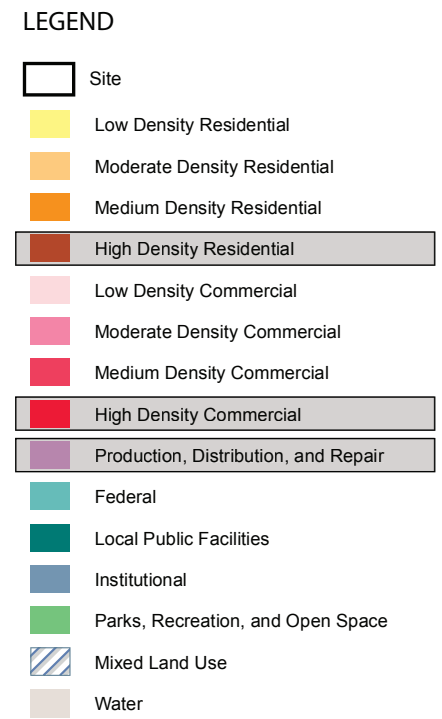 LEGEND
Site
Low Density Residential
Moderate Density Residential
Medium Density Residential
High Density Residential
Low Density Commercial
Moderate Density Commercial
Medium Density Commercial
High Density Commercial
Production, Distribution, and Repair
Federal
Local Public Facilities
Institutional
Parks, Recreation, and Open Space
Mixed Land Use
Water